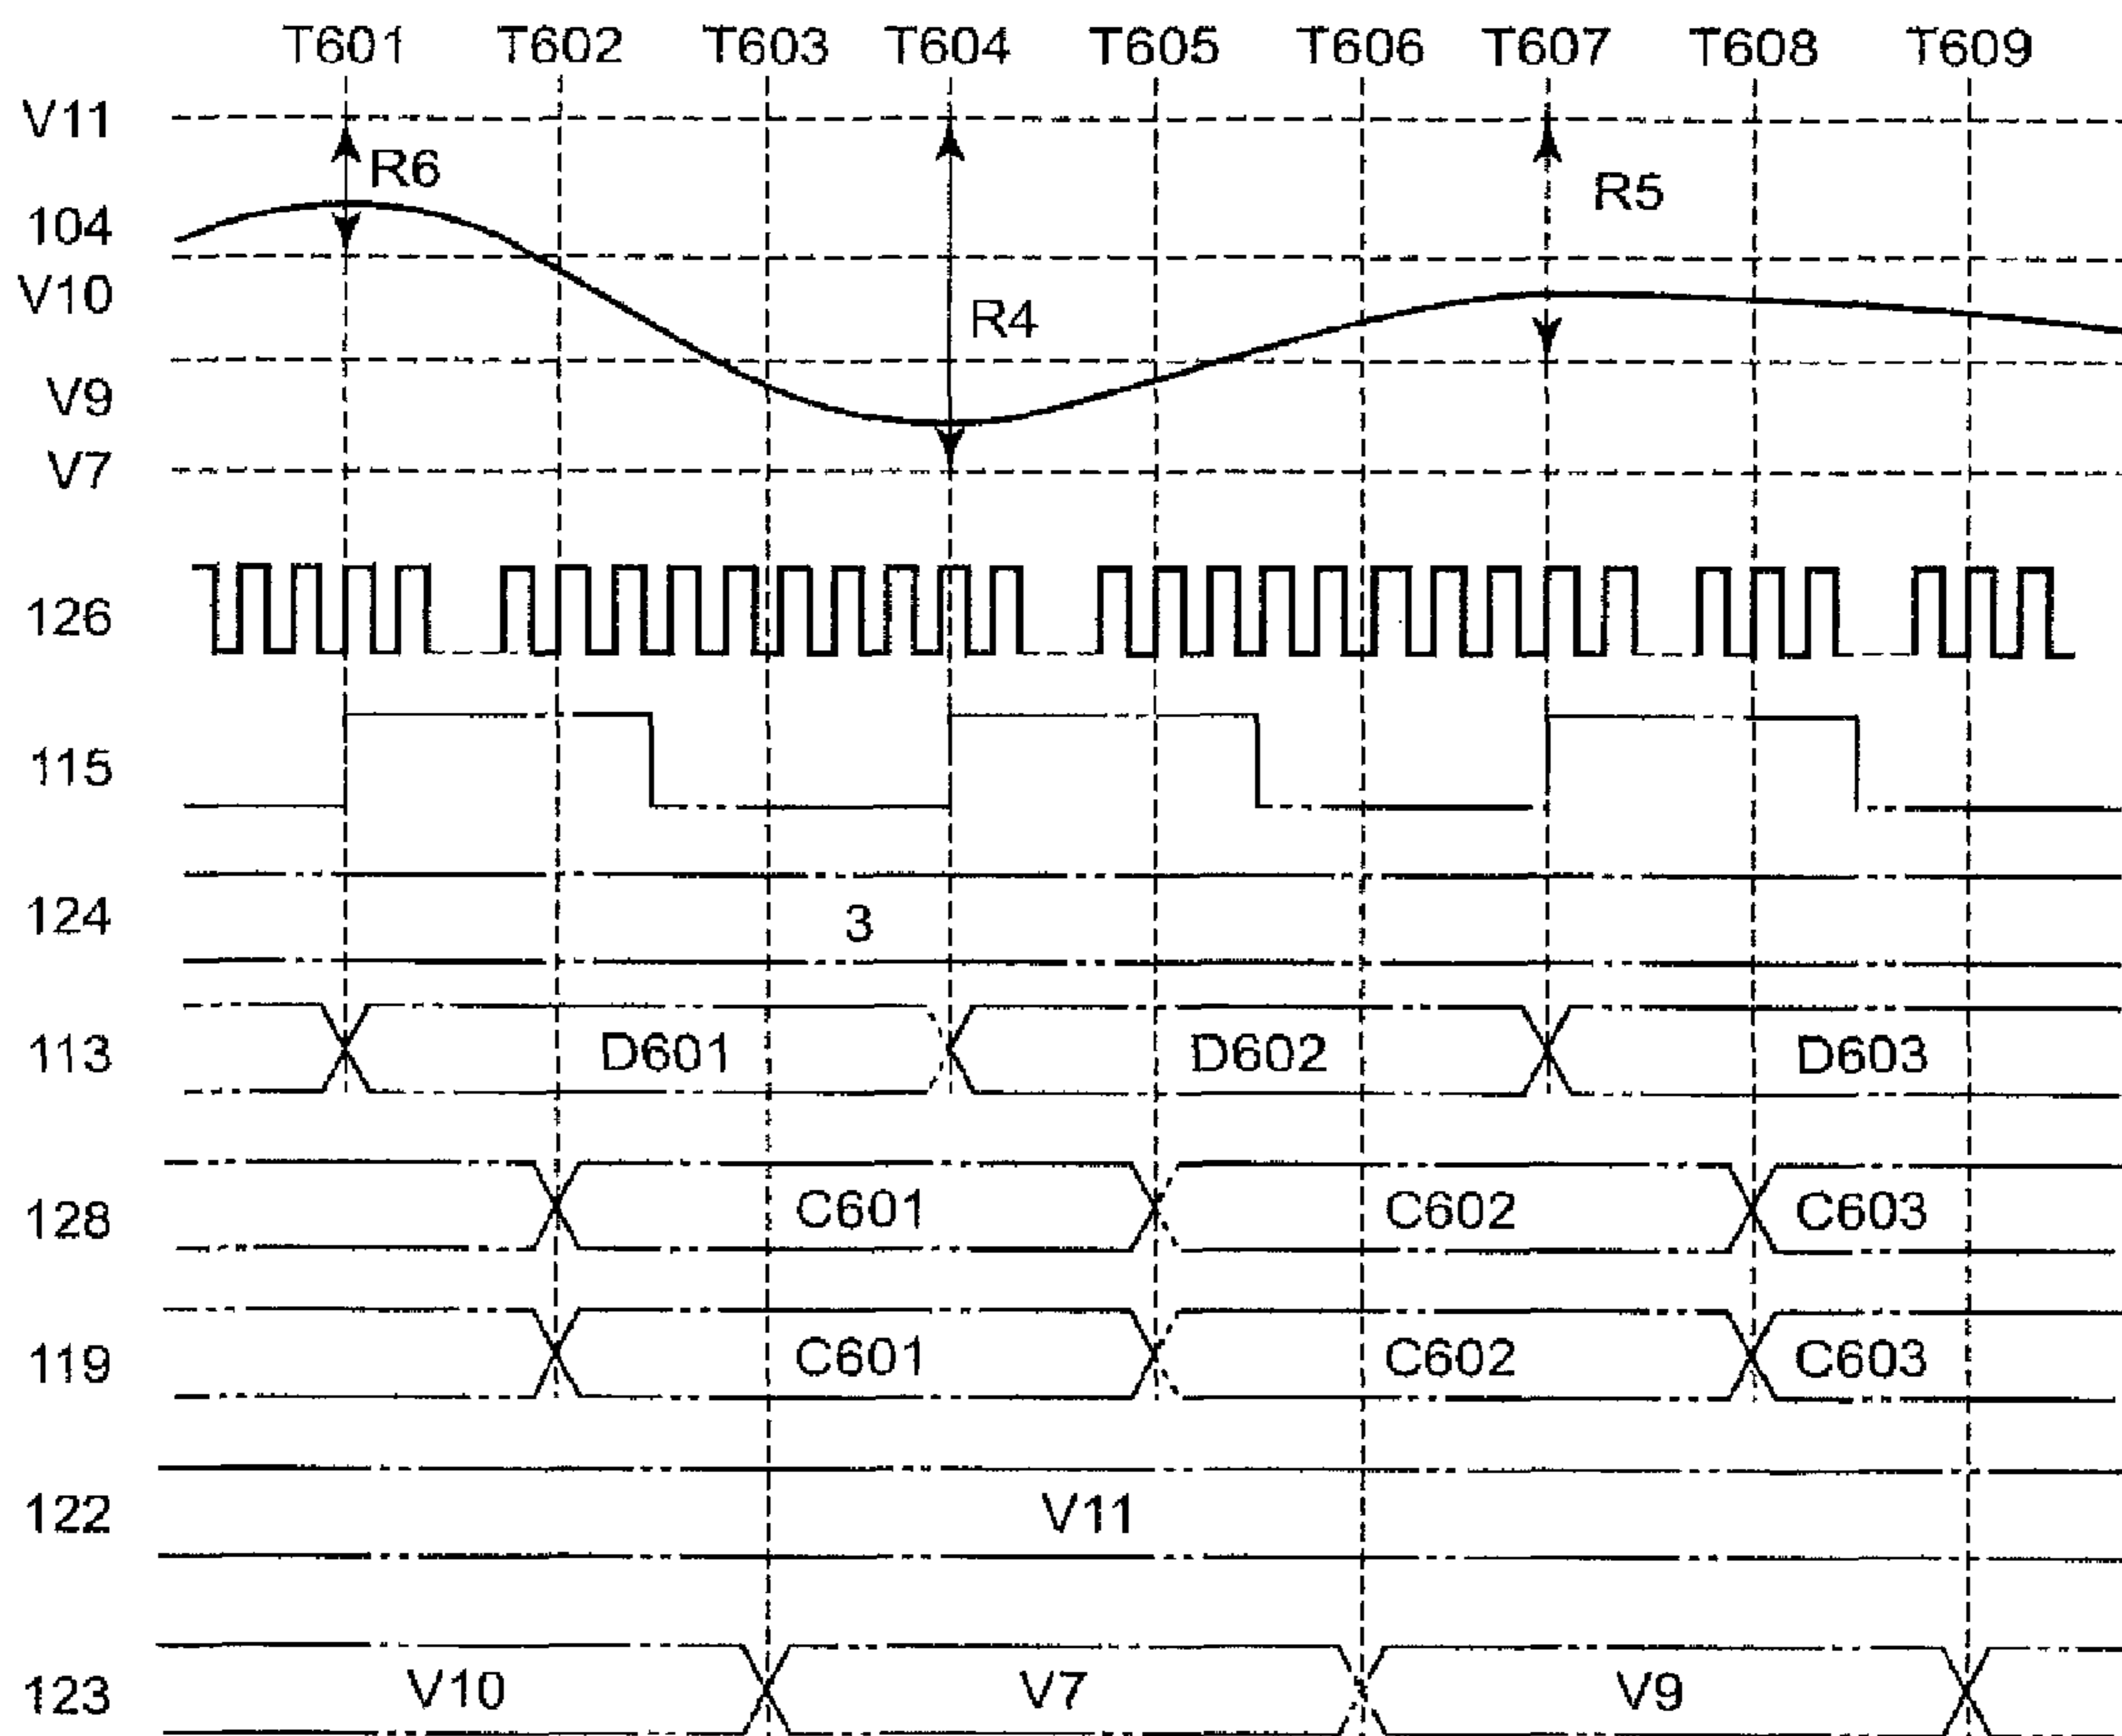 T601 T602 T603 T604 T605 T606 T607 T608 T609
V11
R6
R5
104
V10
R4
V9
V7
126
115
124 3
113 D601 D602 D603
128 C601 C602 C603
119 C601 C602 C603
122 V11
123 V10 V7 V9